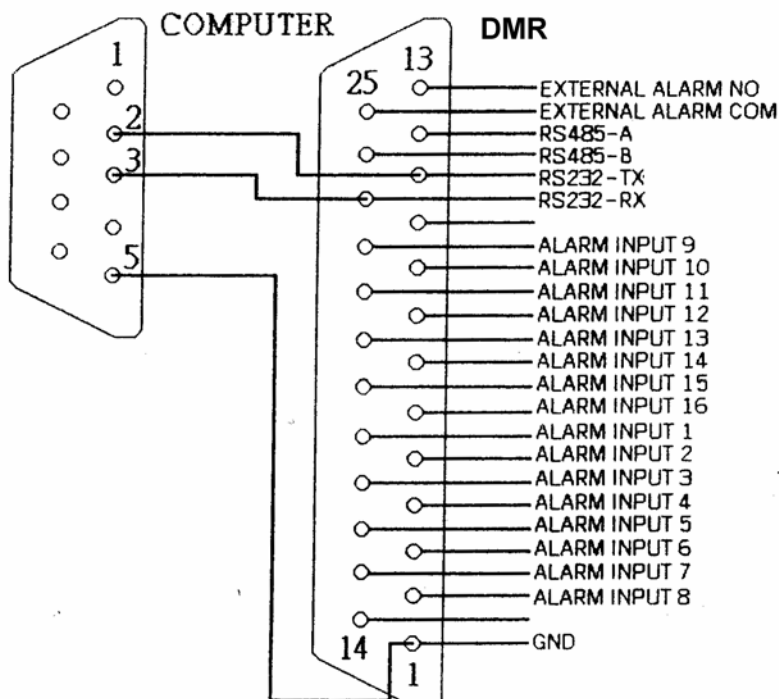 COMPUTER
DMR
1
2
3
5
13
25
14
1
EXTERNAL ALARM NO
EXTERNAL ALARM COM
RS485-A
RS485-B
RS232-TX
RS232-RX
ALARM INPUT 9
ALARM INPUT 10
ALARM INPUT 11
ALARM INPUT 12
ALARM INPUT 13
ALARM INPUT 14
ALARM INPUT 15
ALARM INPUT 16
ALARM INPUT 1
ALARM INPUT 2
ALARM INPUT 3
ALARM INPUT 4
ALARM INPUT 5
ALARM INPUT 6
ALARM INPUT 7
ALARM INPUT 8
GND